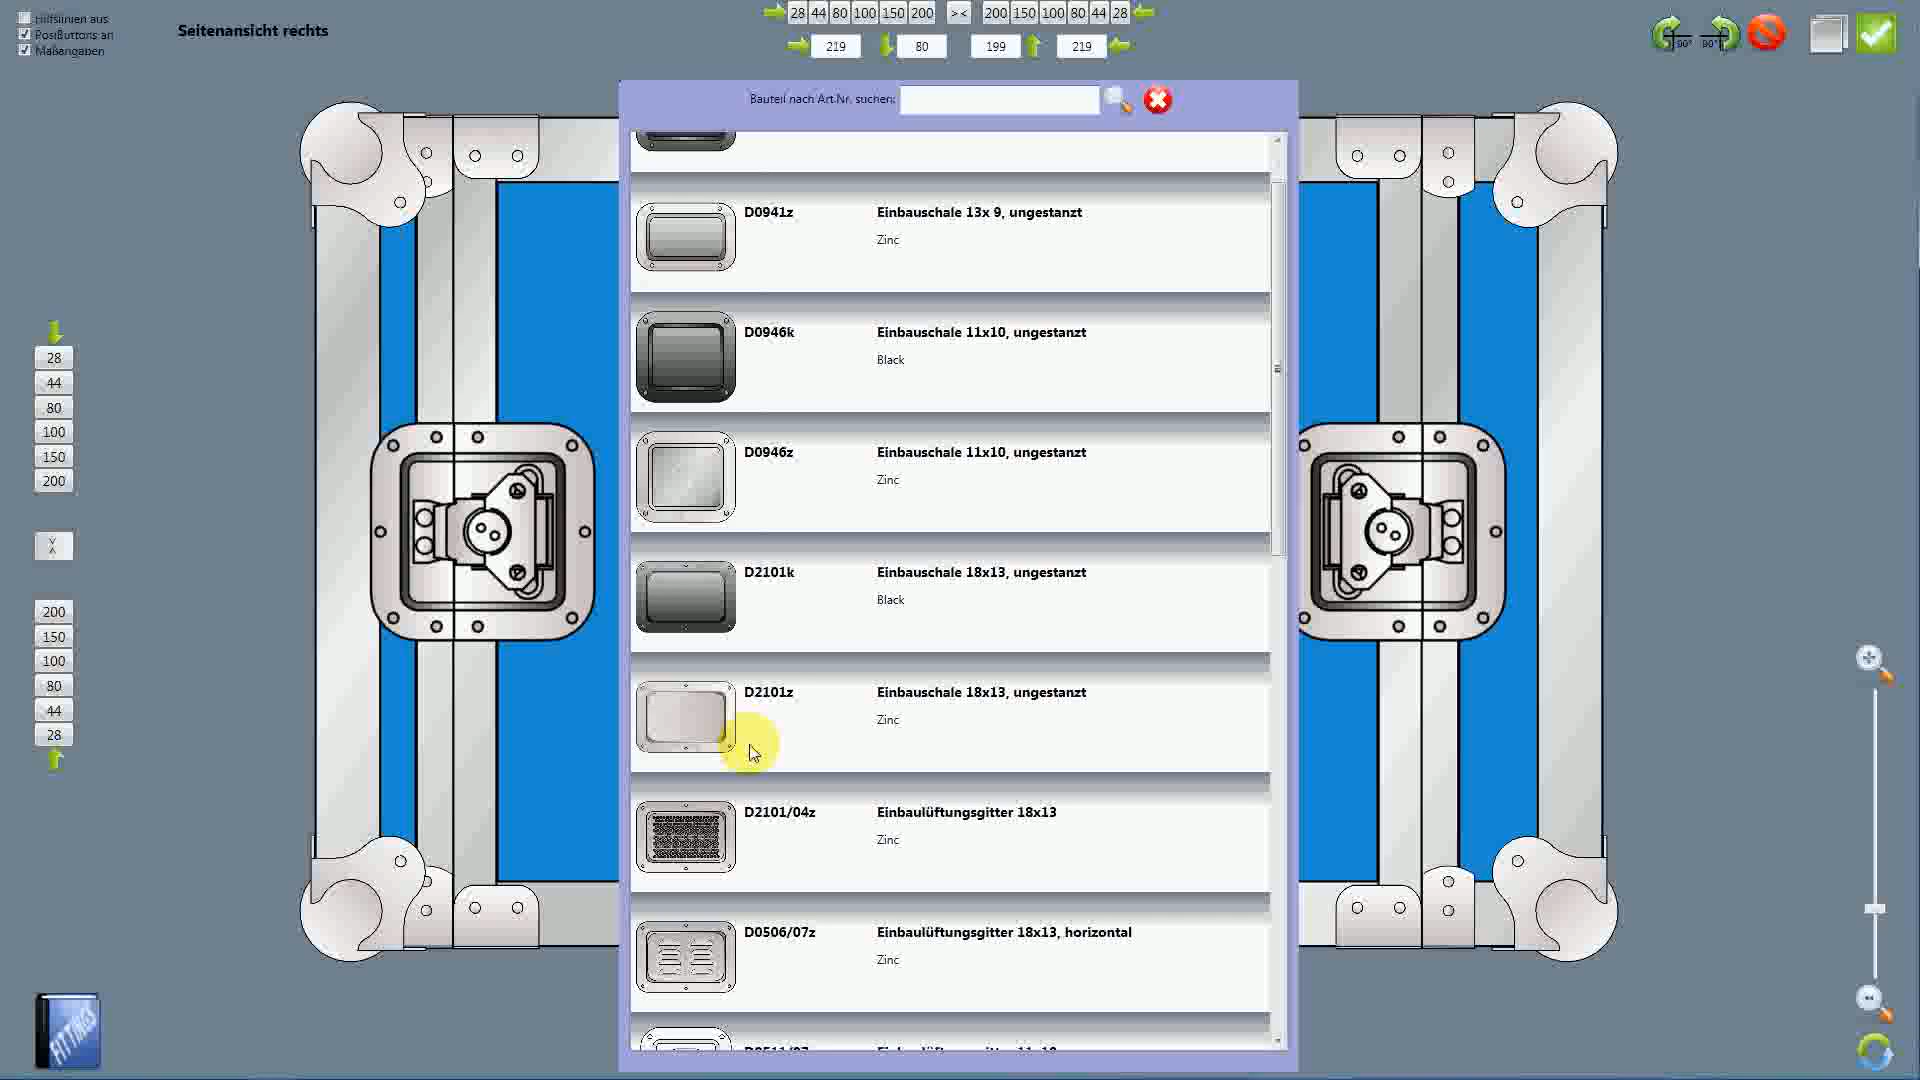 Hilfslinien aus
PosiButtons an
Maßangaben
Seitenansicht rechts
28 44 80 100 150 200 > < 200 150 100 80 44 28
219 80 199 219
90° 90°
Bauteil nach Art-Nr. suchen:
D0941z Einbauschale 13x 9, ungestanzt
Zinc
D0946k Einbauschale 11x10, ungestanzt
Black
D0946z Einbauschale 11x10, ungestanzt
Zinc
D2101k Einbauschale 18x13, ungestanzt
Black
D2101z Einbauschale 18x13, ungestanzt
Zinc
D2101/04z Einbaulüftungsgitter 18x13
Zinc
D0506/07z Einbaulüftungsgitter 18x13, horizontal
Zinc
28
44
80
100
150
200
200
150
100
80
44
28
FITTINGS